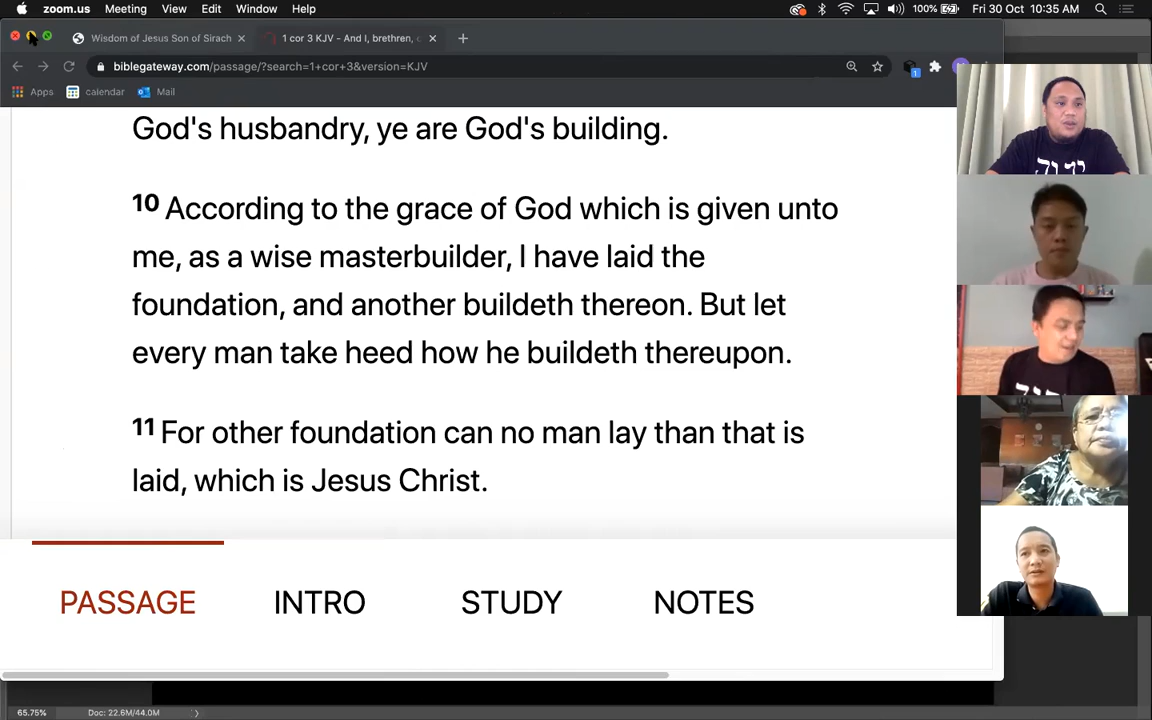 zoom.us Meeting View Edit Window Help 100% Fri 30 Oct 10:35 AM
Wisdom of Jesus Son of Sirach 1 cor 3 KJV - And I, brethren,
biblegateway.com/passage/?search=1+cor+3&version=KJV 1
Apps calendar Mail
God's husbandry, ye are God's building.
10 According to the grace of God which is given unto
me, as a wise masterbuilder, I have laid the
foundation, and another buildeth thereon. But let
every man take heed how he buildeth thereupon.
11 For other foundation can no man lay than that is
laid, which is Jesus Christ.
PASSAGE INTRO STUDY NOTES
65.75% Doc: 22.6M/44.0M